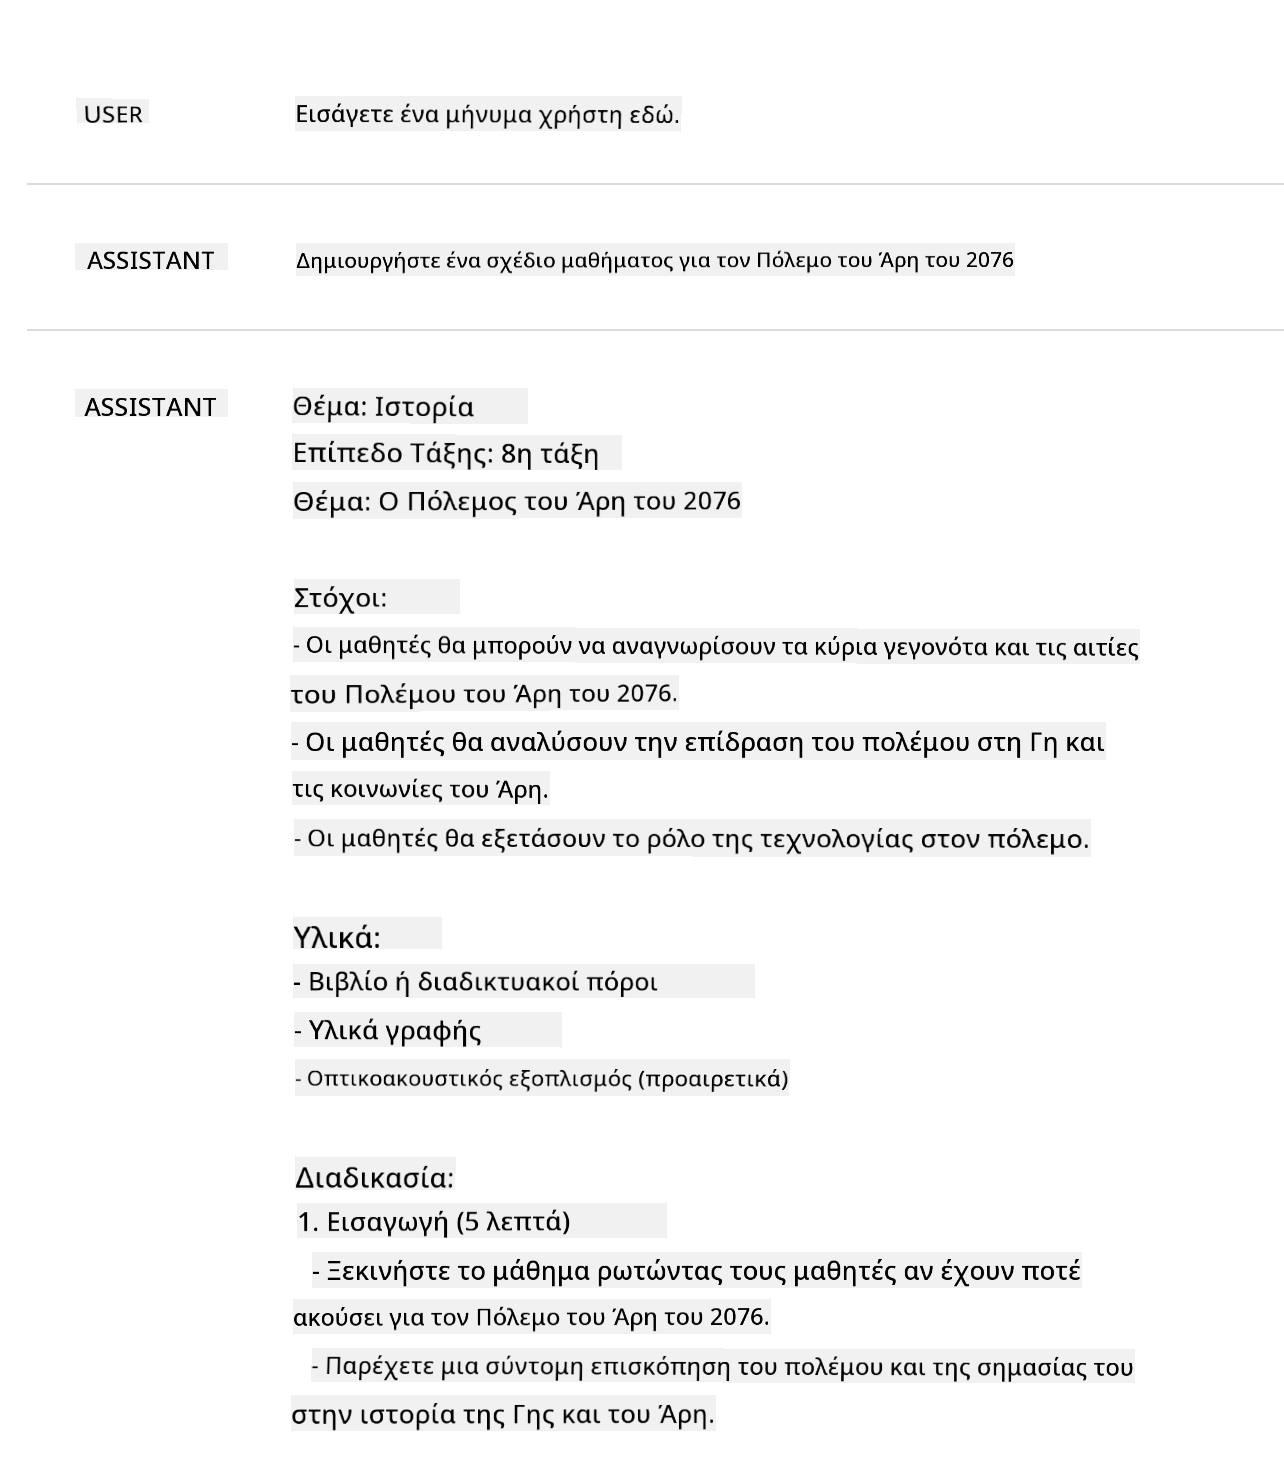 USER
Εισάγετε ένα μήνυμα χρήστη εδώ.
ASSISTANT
Δημιουργήστε ένα σχέδιο μαθήματος για τον Πόλεμο του Άρη του 2076
ASSISTANT
Θέμα: Ιστορία
Επίπεδο Τάξης: 8η τάξη
Θέμα: Ο Πόλεμος του Άρη του 2076
Στόχοι:
- Οι μαθητές θα μπορούν να αναγνωρίσουν τα κύρια γεγονότα και τις αιτίες
του Πολέμου του Άρη του 2076.
- Οι μαθητές θα αναλύσουν την επίδραση του πολέμου στη Γη και
τις κοινωνίες του Άρη.
- Οι μαθητές θα εξετάσουν το ρόλο της τεχνολογίας στον πόλεμο.
Υλικά:
- Βιβλίο ή διαδικτυακοί πόροι
- Υλικά γραφής
- Οπτικοακουστικός εξοπλισμός (προαιρετικά)
Διαδικασία:
1. Εισαγωγή (5 λεπτά)
- Ξεκινήστε το μάθημα ρωτώντας τους μαθητές αν έχουν ποτέ
ακούσει για τον Πόλεμο του Άρη του 2076.
- Παρέχετε μια σύντομη επισκόπηση του πολέμου και της σημασίας του
στην ιστορία της Γης και του Άρη.